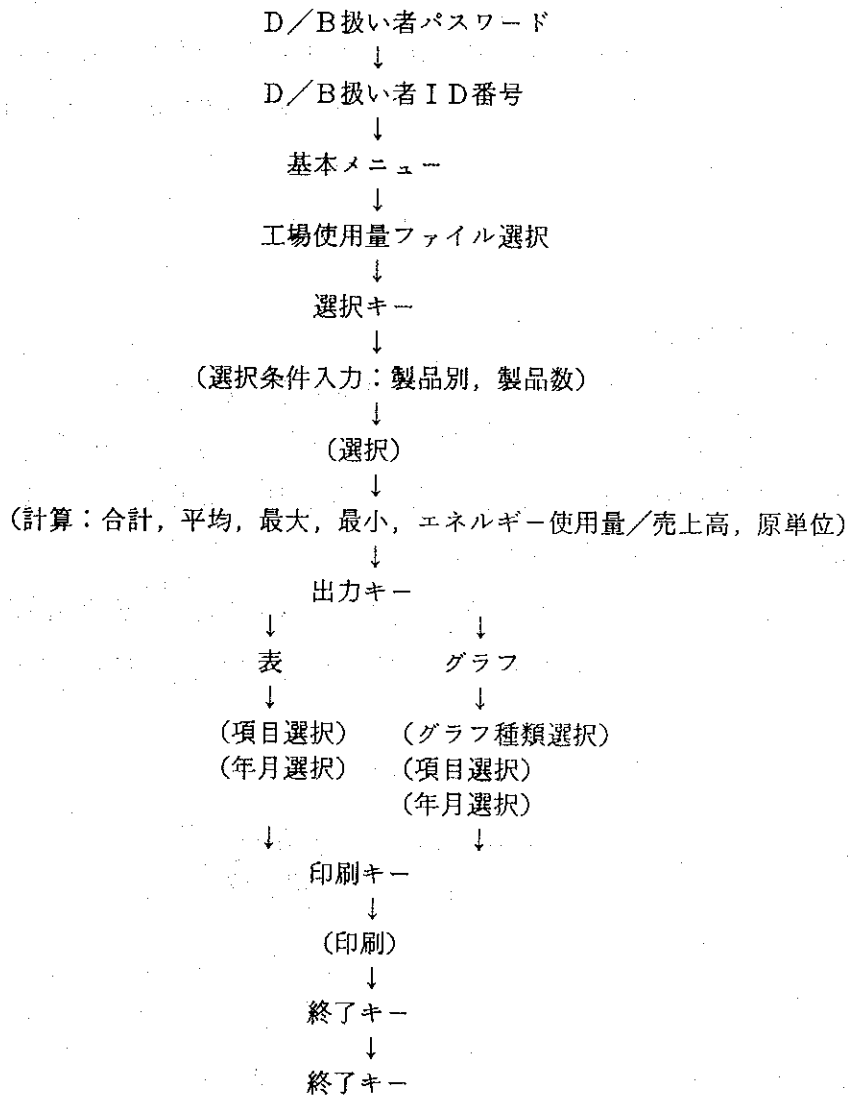 D/B扱い者パスワード
↓
D/B扱い者ID番号
↓
基本メニュー
↓
工場使用量ファイル選択
↓
選択キー
↓
(選択条件入力:製品別,製品数)
↓
(選択)
↓
(計算:合計,平均,最大,最小,エネルギー使用量/売上高,原単位)
↓
出力キー
↓ ↓
表 グラフ
↓ ↓
(項目選択) (グラフ種類選択)
(年月選択) (項目選択)
(年月選択)
↓ ↓
印刷キー
↓
(印刷)
↓
終了キー
↓
終了キー